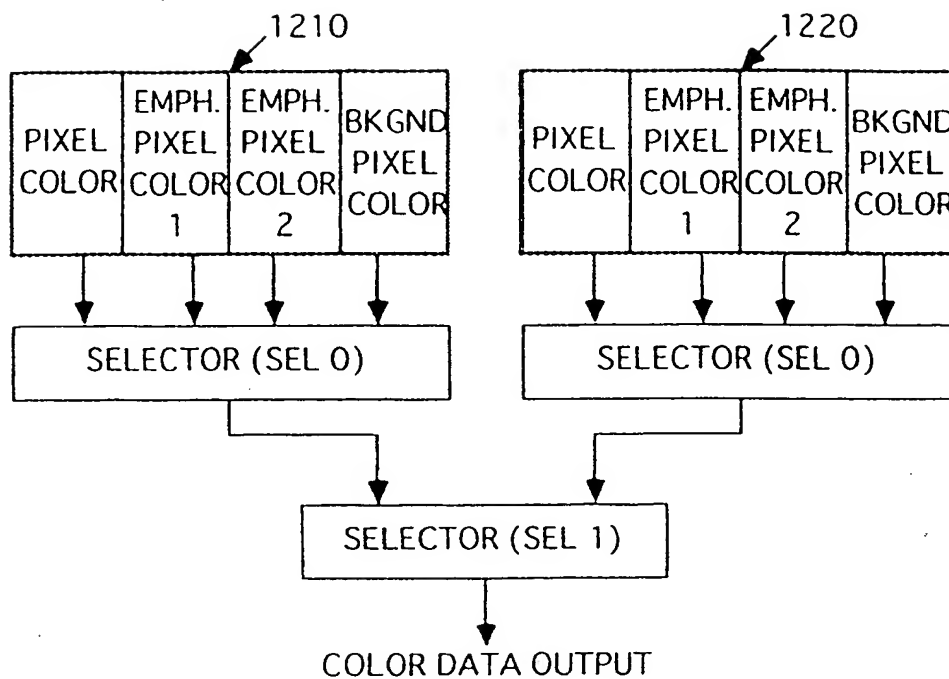 1210
1220
PIXEL
COLOR
EMPH.
PIXEL
COLOR
1
EMPH.
PIXEL
COLOR
2
BKGND
PIXEL
COLOR
PIXEL
COLOR
EMPH.
PIXEL
COLOR
1
EMPH.
PIXEL
COLOR
2
BKGND
PIXEL
COLOR
SELECTOR (SEL 0)
SELECTOR (SEL 0)
SELECTOR (SEL 1)
COLOR DATA OUTPUT